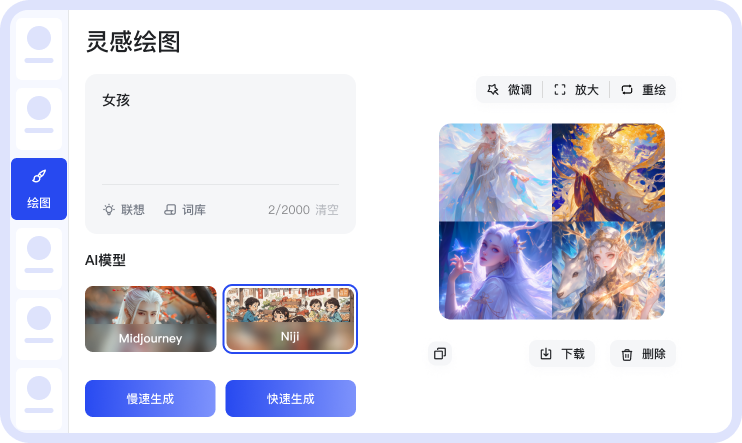 灵感绘图
绘图
女孩
联想 词库 2/2000 清空
AI模型
Midjourney
Niji
慢速生成
快速生成
微调 放大 重绘
下载 删除